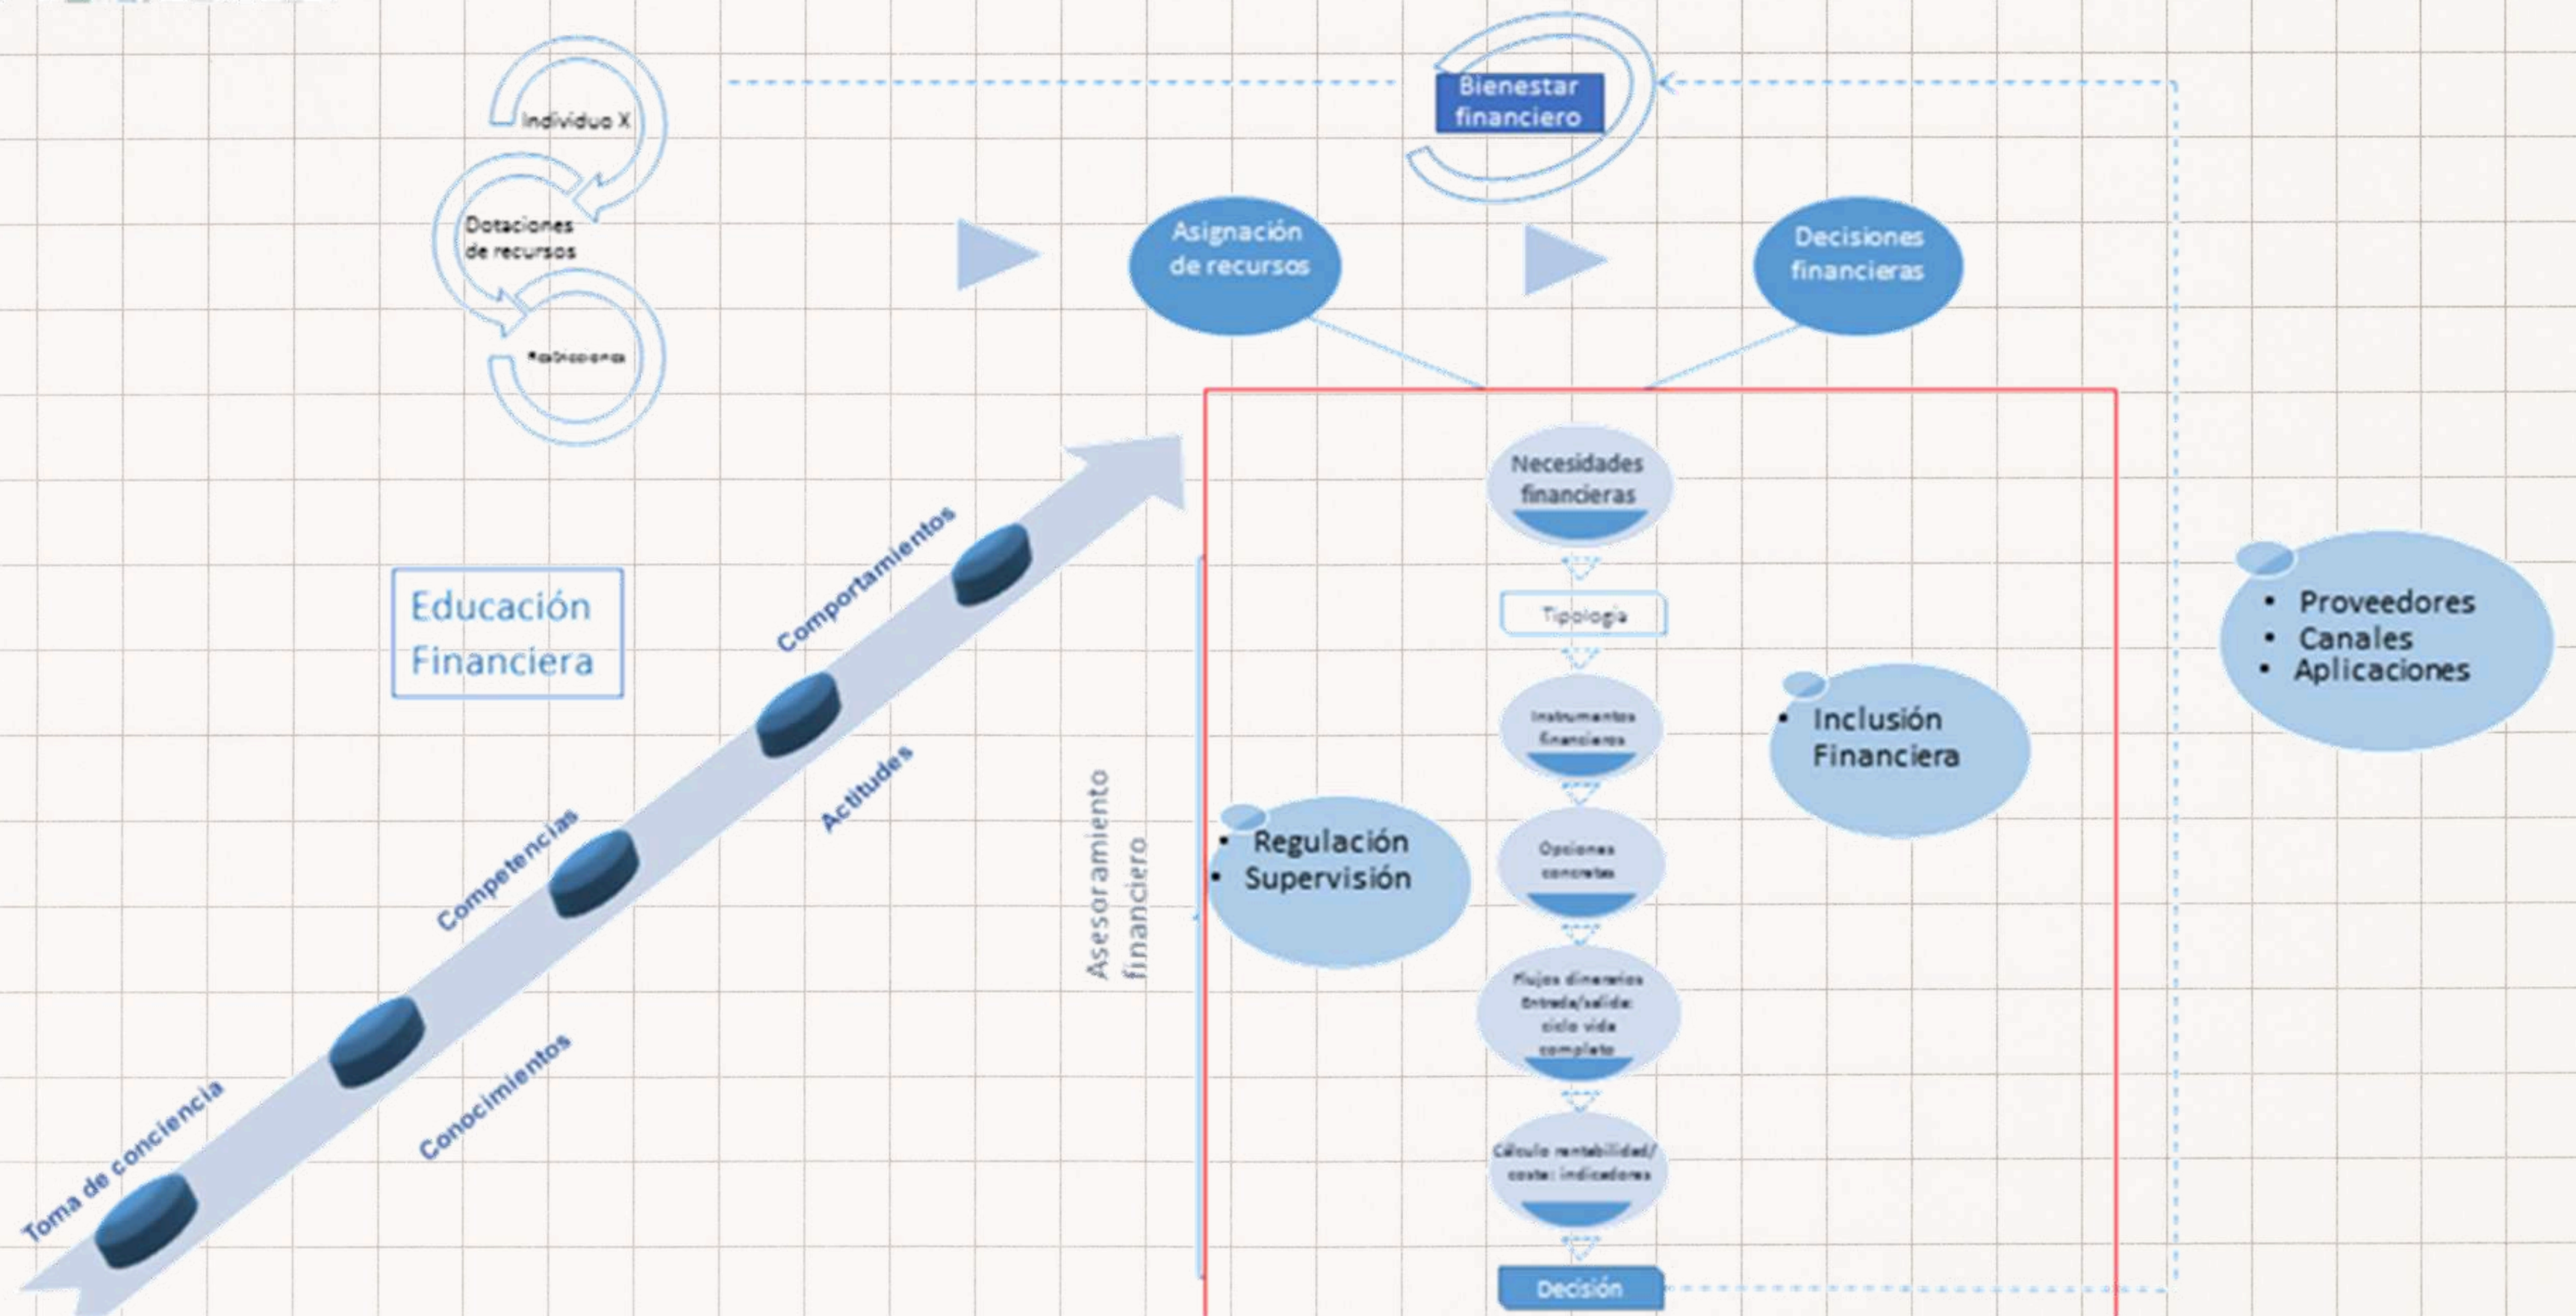 Individuo X
Dotaciones
de recursos
Restricciones
Bienestar
financiero
Asignación
de recursos
Decisiones
financieras
Educación
Financiera
Toma de conciencia
Conocimientos
Competencias
Actitudes
Comportamientos
Asesoramiento
financiero
Necesidades
financieras
Tipología
Instrumentos
financieros
Opciones
concretas
Flujos dinerarios
Entrada/salida:
ciclo vida
completo
Cálculo rentabilidad/
coste: indicadores
Decisión
• Regulación
• Supervisión
• Inclusión
Financiera
• Proveedores
• Canales
• Aplicaciones